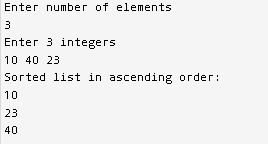 Enter number of elements
3
Enter 3 integers
10 40 23
Sorted list in ascending order:
10
23
40